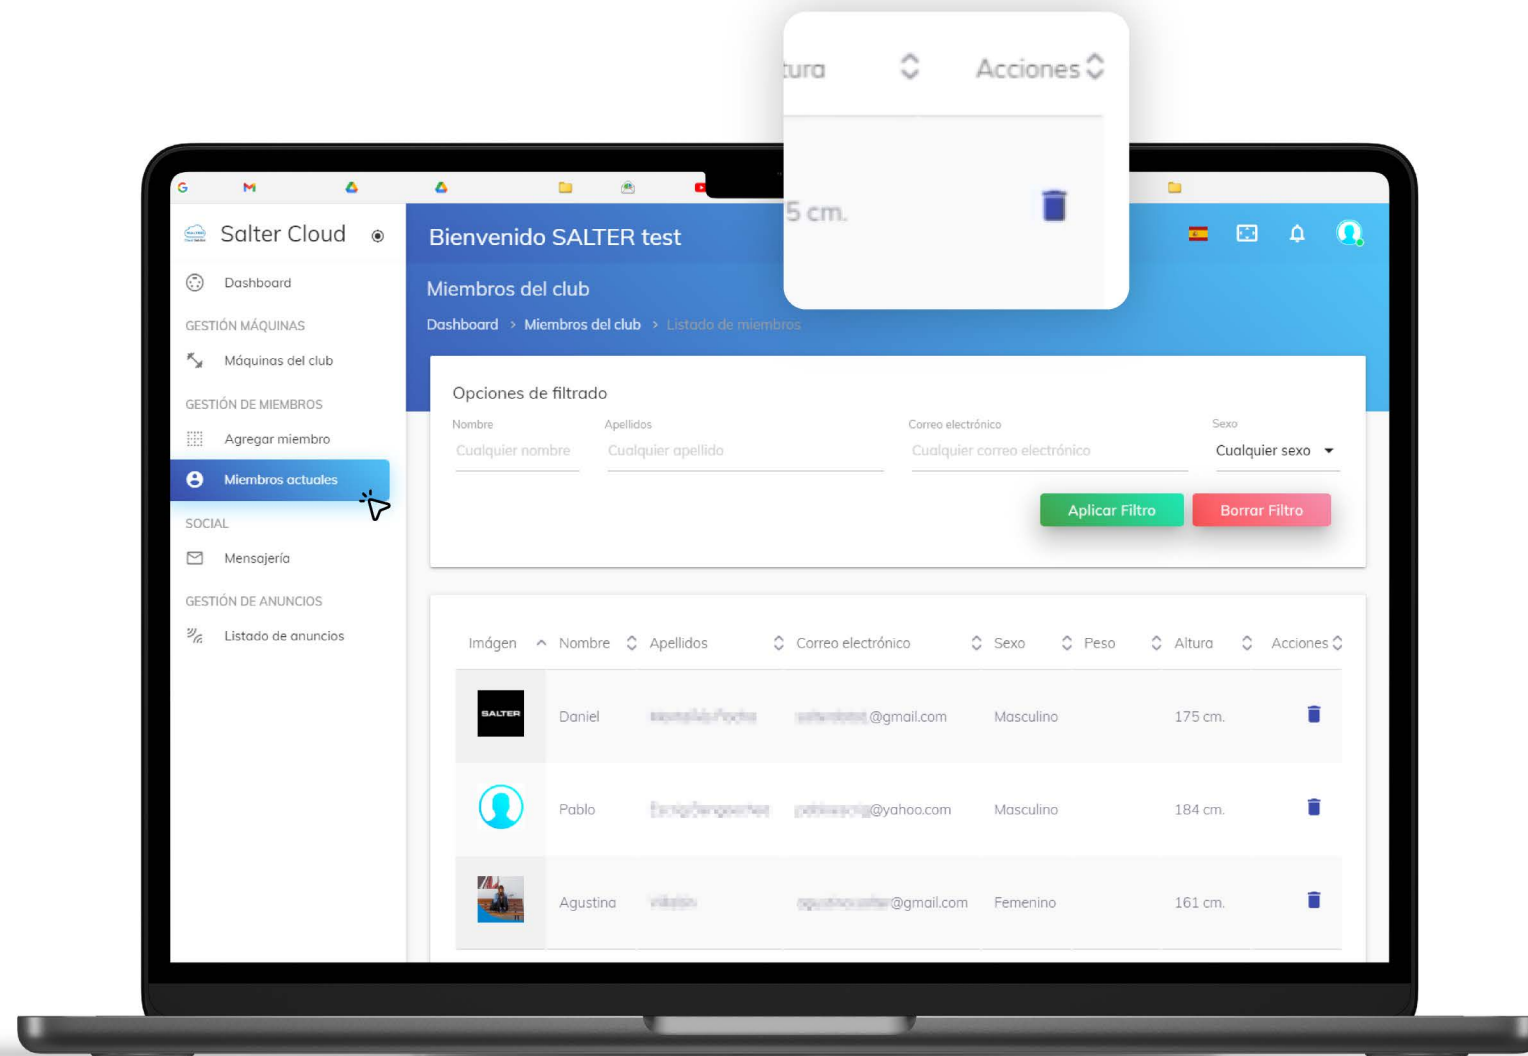 tura Acciones
5 cm.
Salter Cloud
Bienvenido SALTER test
Dashboard
Miembros del club
GESTIÓN MÁQUINAS
Dashboard > Miembros del club > Listado de miembros
Máquinas del club
GESTIÓN DE MIEMBROS
Agregar miembro
Miembros actuales
SOCIAL
Mensajería
GESTIÓN DE ANUNCIOS
Listado de anuncios
Opciones de filtrado
Nombre Apellidos Correo electrónico Sexo
Cualquier nombre Cualquier apellido Cualquier correo electrónico Cualquier sexo
Aplicar Filtro Borrar Filtro
Imágen Nombre Apellidos Correo electrónico Sexo Peso Altura Acciones
SALTER Daniel @gmail.com Masculino 175 cm.
Pablo @yahoo.com Masculino 184 cm.
Agustina @gmail.com Femenino 161 cm.